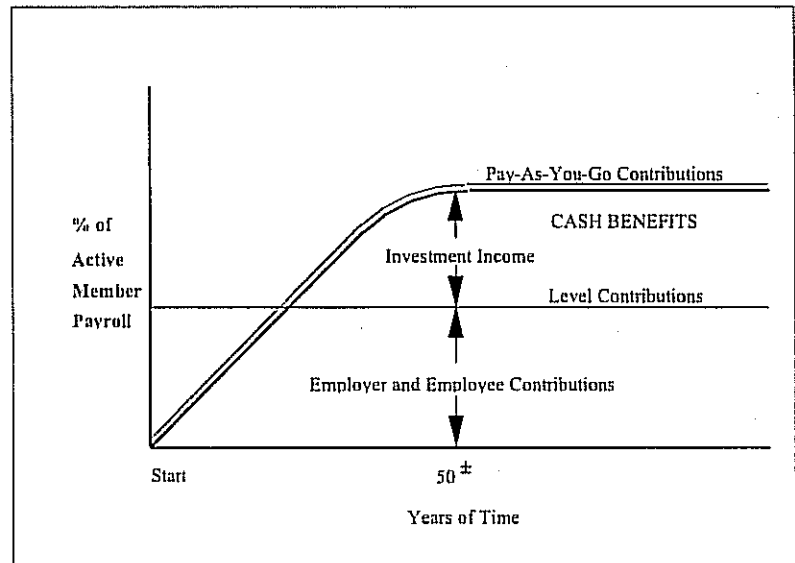 Pay-As-You-Go Contributions
CASH BENEFITS
% of
Active
Member
Payroll
Investment Income
Level Contributions
Employer and Employee Contributions
Start
50 ±
Years of Time